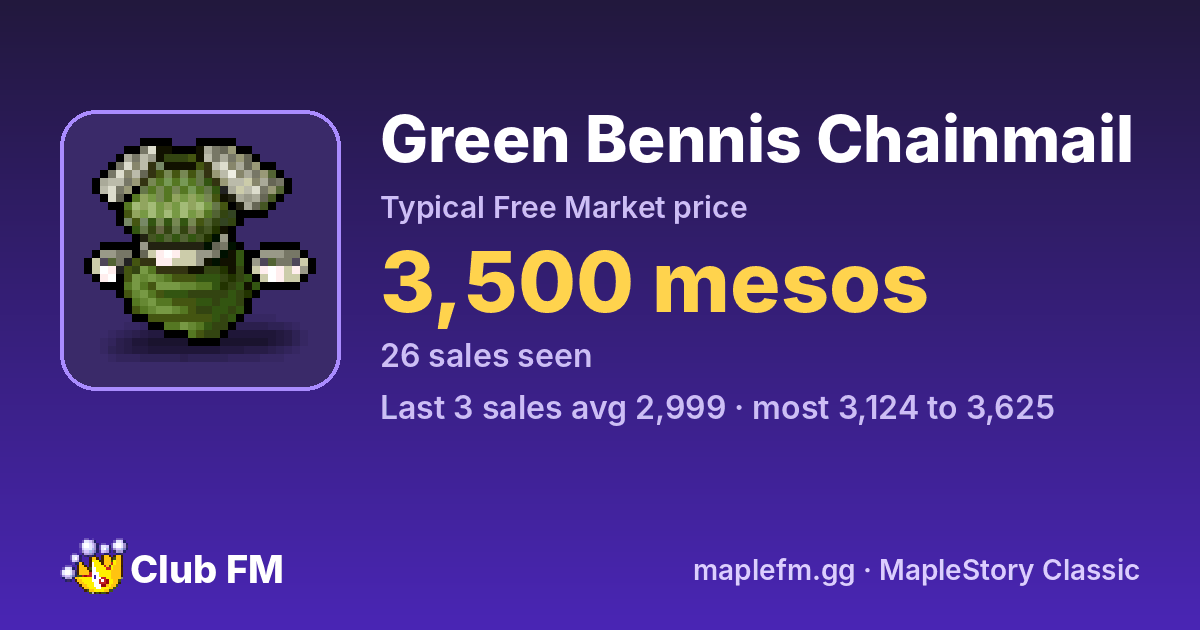 Green Bennis Chainmail
Typical Free Market price
3,500 mesos
26 sales seen
Last 3 sales avg 2,999 · most 3,124 to 3,625
Club FM
maplefm.gg · MapleStory Classic